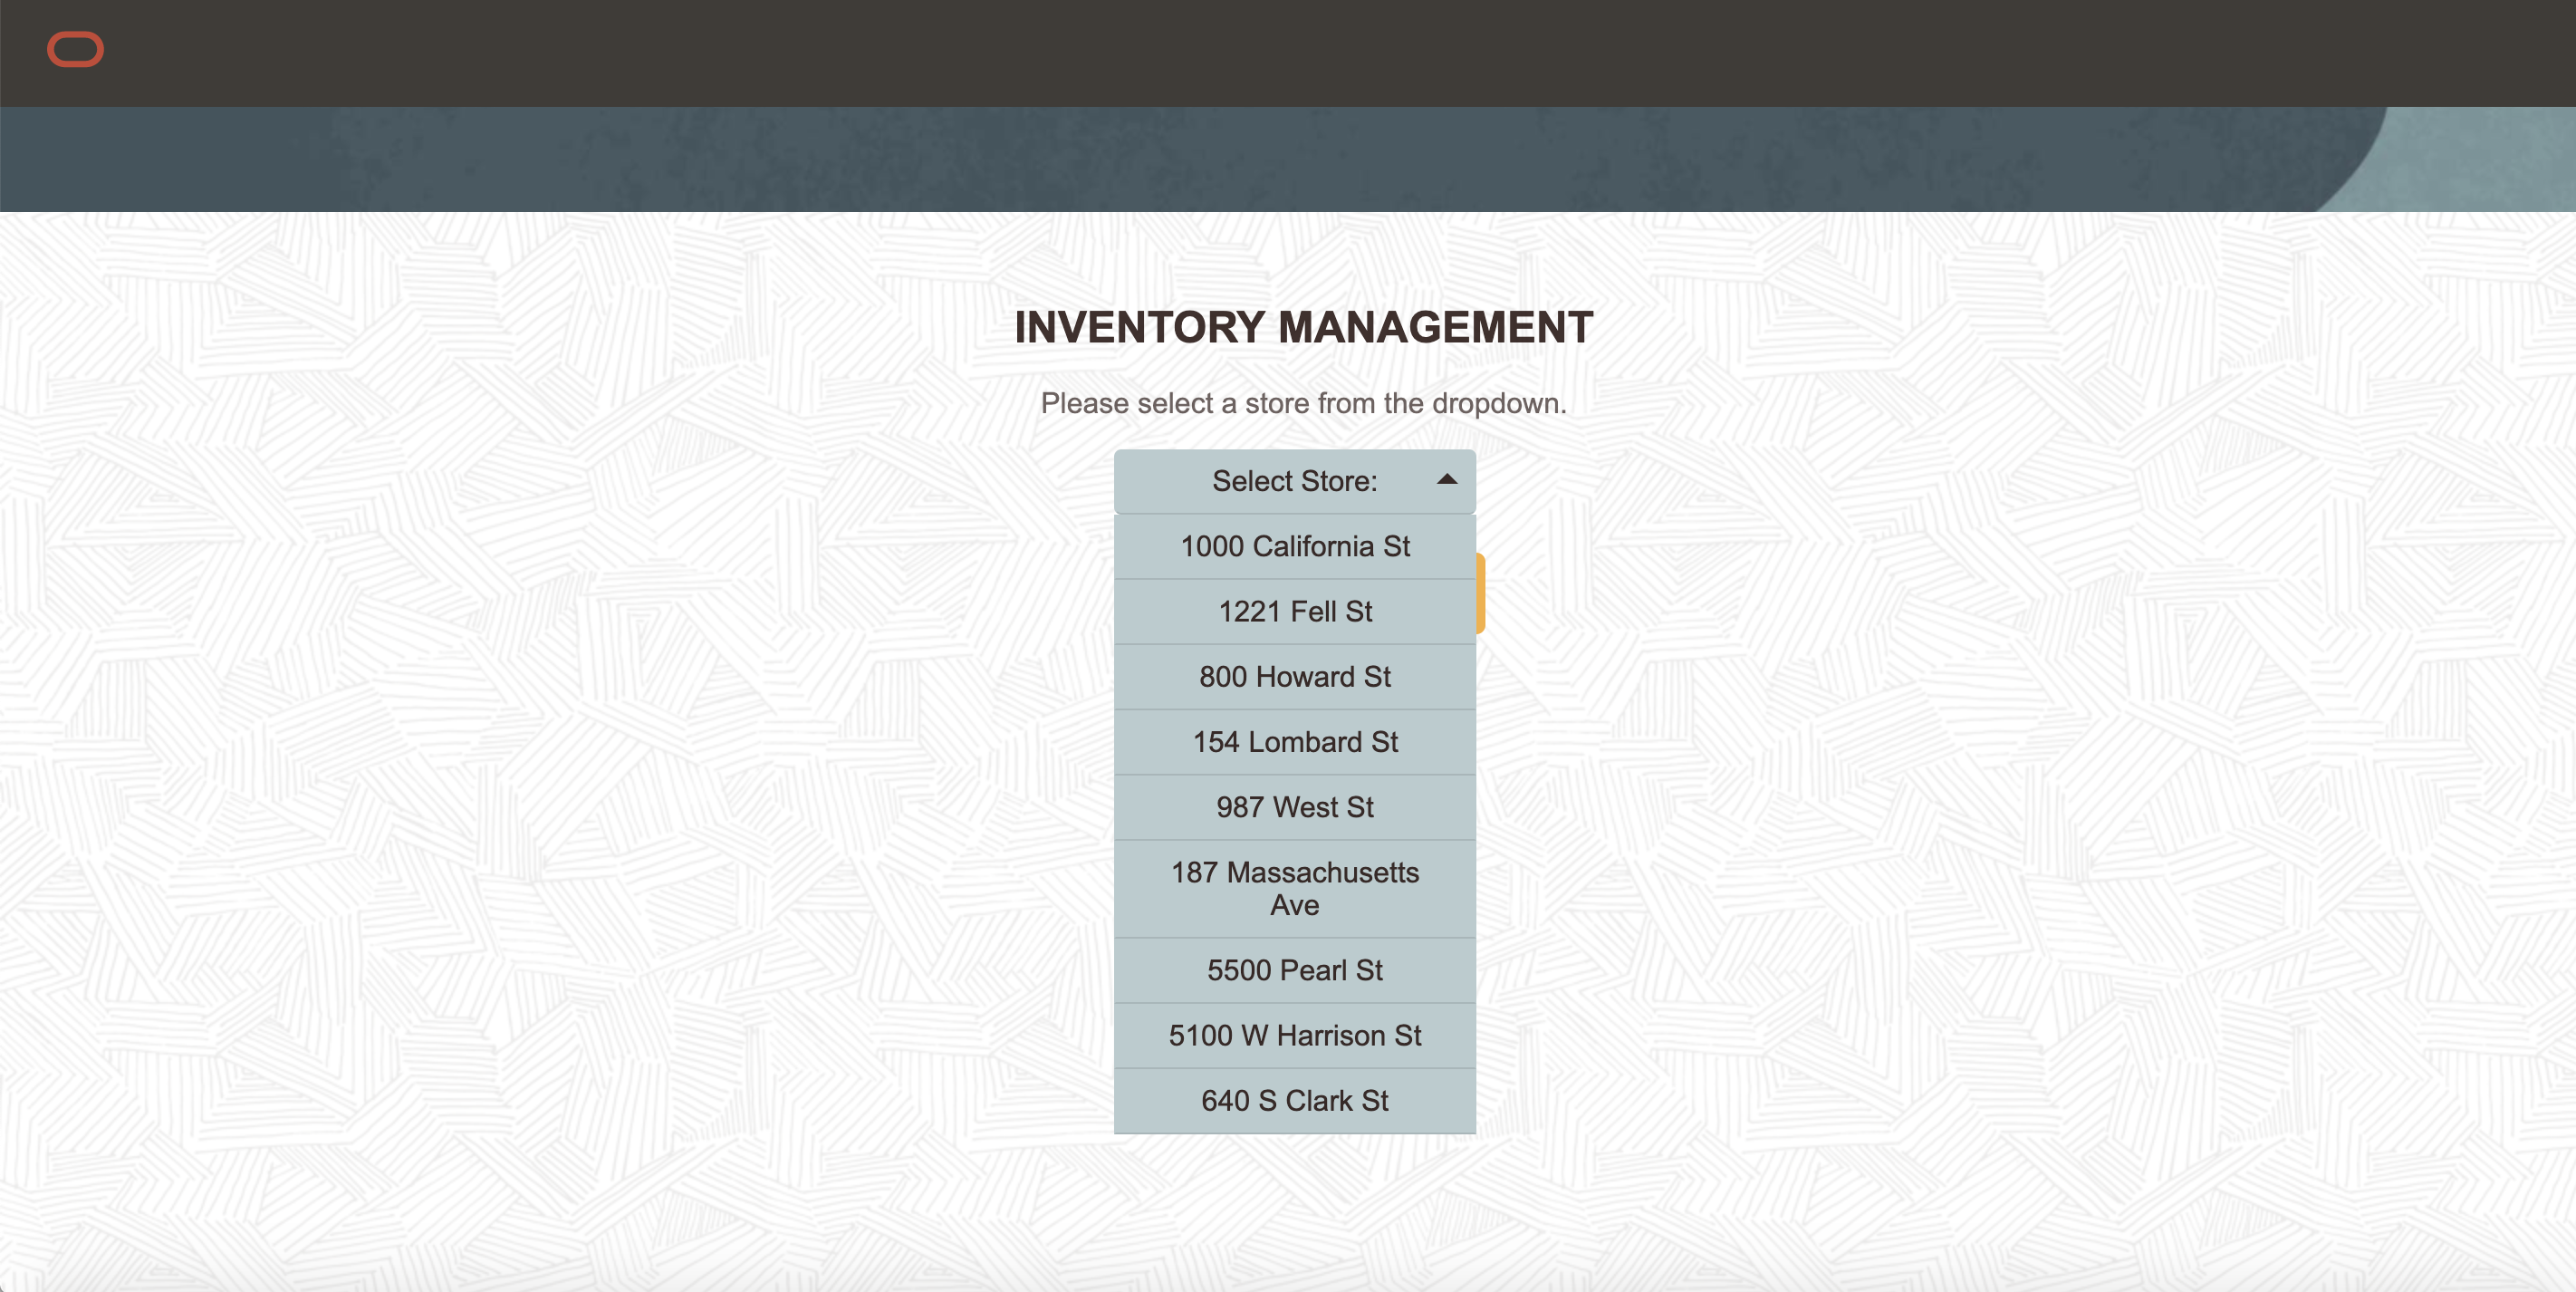 INVENTORY MANAGEMENT
Please select a store from the dropdown.
Select Store:
1000 California St
1221 Fell St
800 Howard St
154 Lombard St
987 West St
187 Massachusetts
Ave
5500 Pearl St
5100 W Harrison St
640 S Clark St